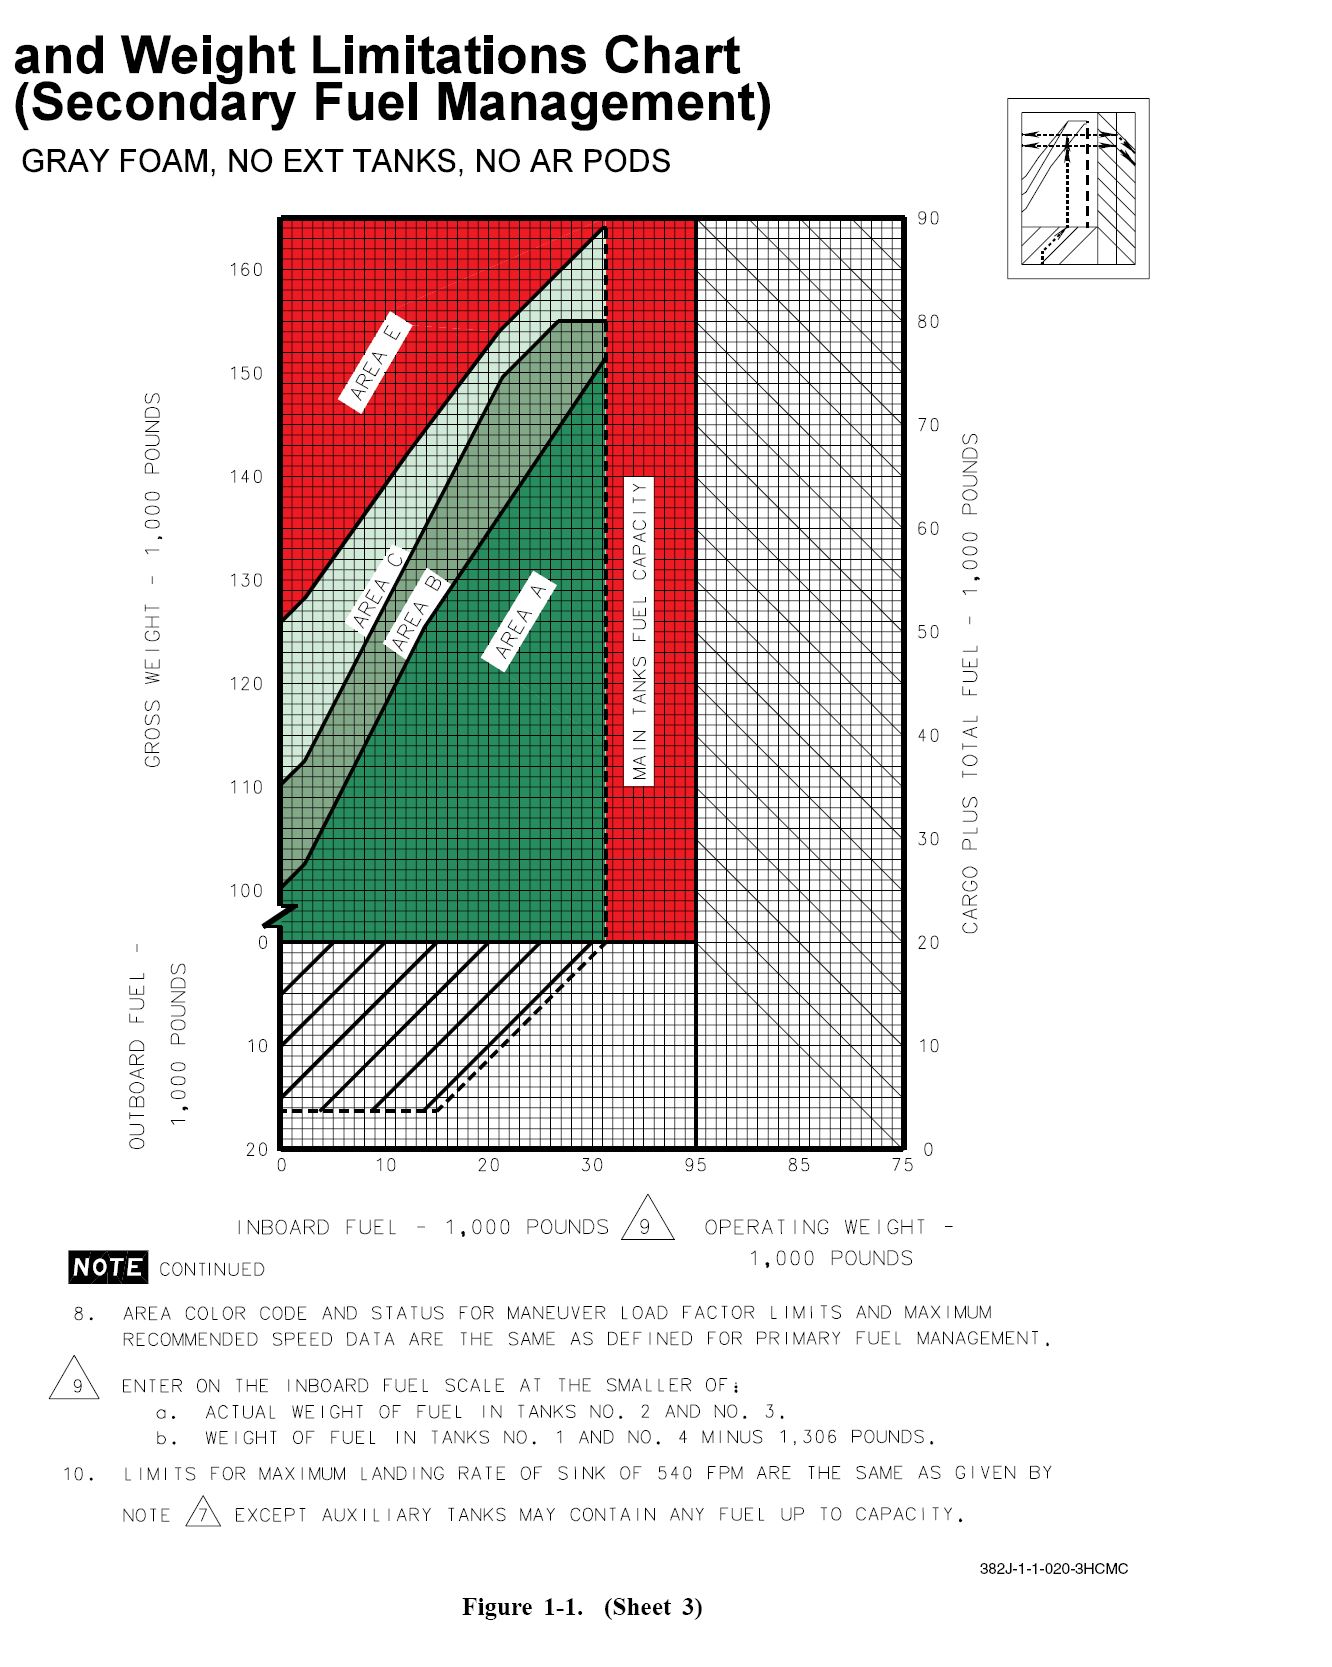 and Weight Limitations Chart
(Secondary Fuel Management)
GRAY FOAM, NO EXT TANKS, NO AR PODS
90
160
80
AREA E
150
GROSS WEIGHT - 1,000 POUNDS
70
CARGO PLUS TOTAL FUEL - 1,000 POUNDS
140
MAIN TANKS FUEL CAPACITY
60
AREA C
130
AREA B
AREA A
50
120
40
110
30
100
0
20
OUTBOARD FUEL -
1,000 POUNDS
10
10
20
0
0
10
20
30
95
85
75
INBOARD FUEL - 1,000 POUNDS 9
OPERATING WEIGHT -
1,000 POUNDS
NOTE CONTINUED
8. AREA COLOR CODE AND STATUS FOR MANEUVER LOAD FACTOR LIMITS AND MAXIMUM
RECOMMENDED SPEED DATA ARE THE SAME AS DEFINED FOR PRIMARY FUEL MANAGEMENT.
9 ENTER ON THE INBOARD FUEL SCALE AT THE SMALLER OF:
a. ACTUAL WEIGHT OF FUEL IN TANKS NO. 2 AND NO. 3.
b. WEIGHT OF FUEL IN TANKS NO. 1 AND NO. 4 MINUS 1,306 POUNDS.
10. LIMITS FOR MAXIMUM LANDING RATE OF SINK OF 540 FPM ARE THE SAME AS GIVEN BY
NOTE 7 EXCEPT AUXILIARY TANKS MAY CONTAIN ANY FUEL UP TO CAPACITY.
382J-1-1-020-3HCMC
Figure 1-1. (Sheet 3)